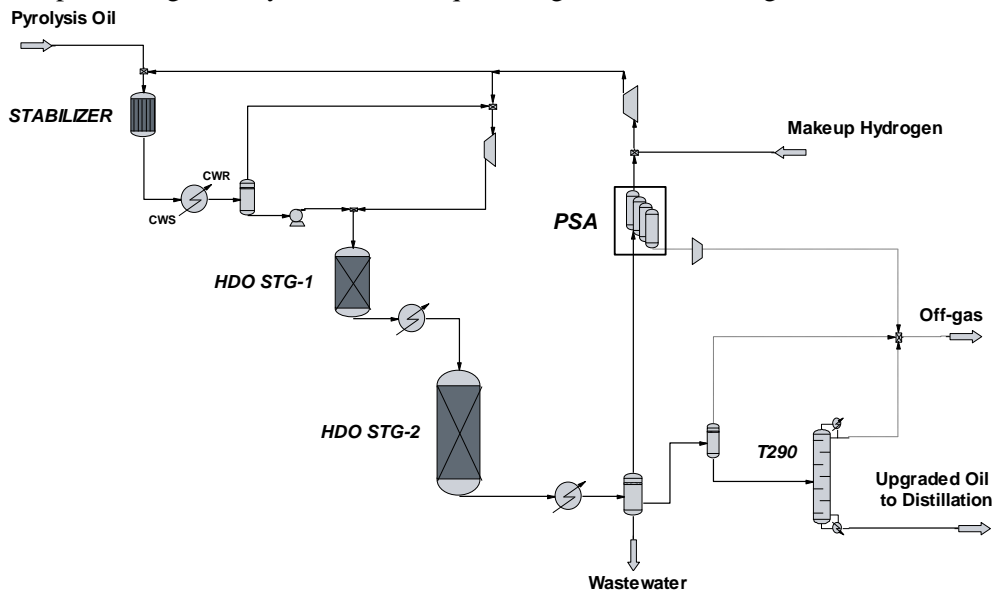 Pyrolysis Oil
STABILIZER
Makeup Hydrogen
CWR
CWS
PSA
HDO STG-1
Off-gas
HDO STG-2
T290
Upgraded Oil
to Distillation
Wastewater